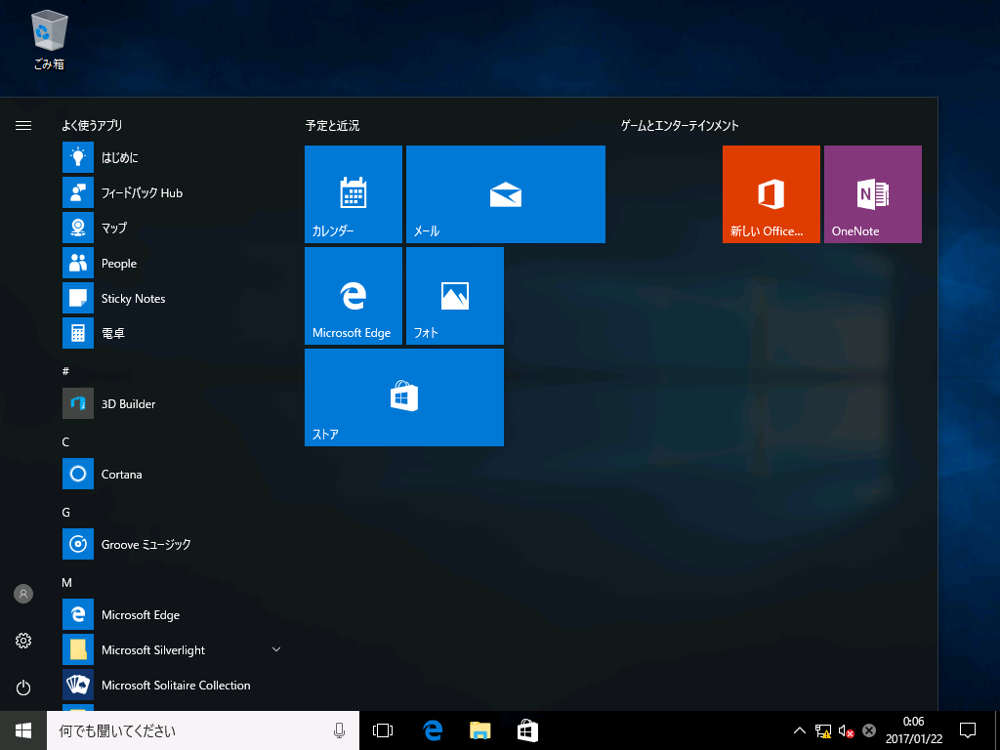 ごみ箱
よく使うアプリ
はじめに
フィードバック Hub
マップ
People
Sticky Notes
電卓
#
3D Builder
C
Cortana
G
Groove ミュージック
M
Microsoft Edge
Microsoft Silverlight
Microsoft Solitaire Collection
予定と近況
カレンダー
メール
Microsoft Edge
フォト
ストア
ゲームとエンターテインメント
新しい Office...
OneNote
何でも聞いてください
0:06
2017/01/22